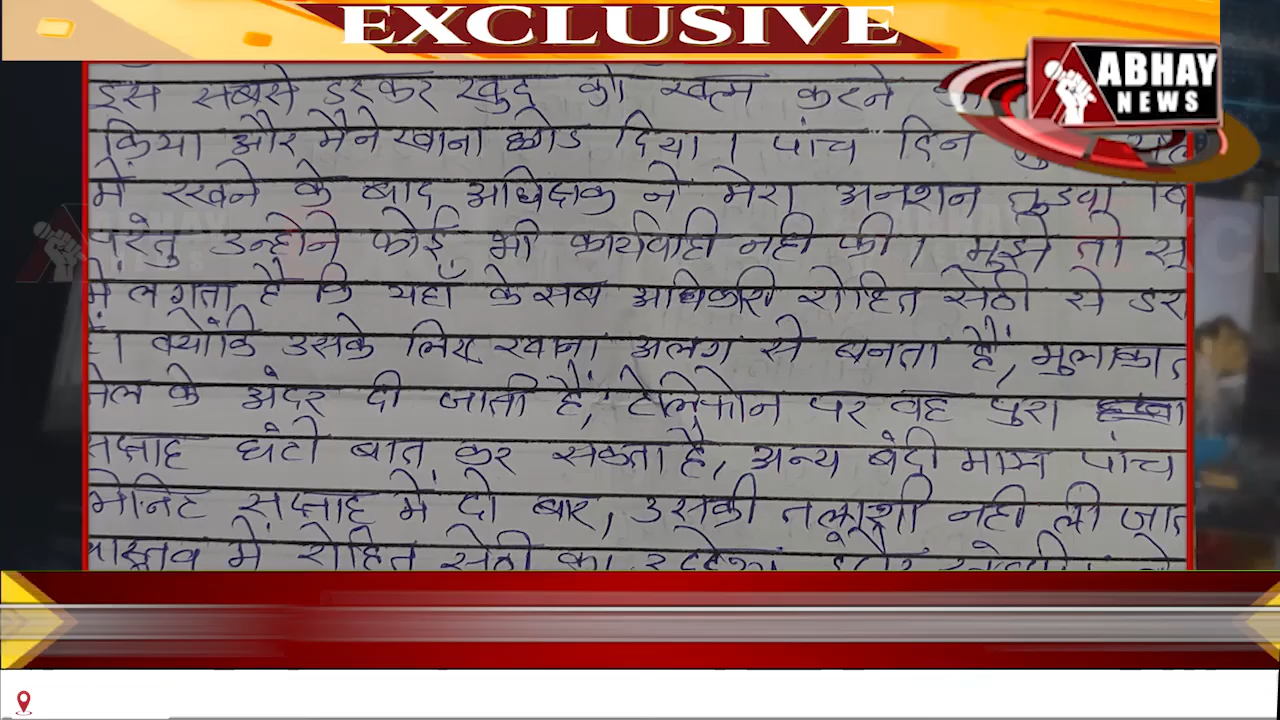 EXCLUSIVE
ABHAY
NEWS
इस सबसे डरकर खुद को खत्म करने
किया और मैने खाना छोड दिया । पांच दिन
में रखने के बाद अधिक्षक ने मेरा अनशन तुडवा
परंतु उन्होने कोई भी कार्यवाही नही की । मुझे तो
में लगता है कि यहाँ के सब अधिकारी रोहित सेठी से डर
है। क्योंकि उसके लिए खाना अलग से बनता है, मुलाकात
जेल के अंदर दी जाती है, टेलिफोन पर वह पुरा
सप्ताह घंटो बात कर सकता है, अन्य बंदी मात्र पांच
मिनिट सप्ताह में दो बार, उसकी तलाशी नही ली जात
वास्तव में रोहित सेठी का